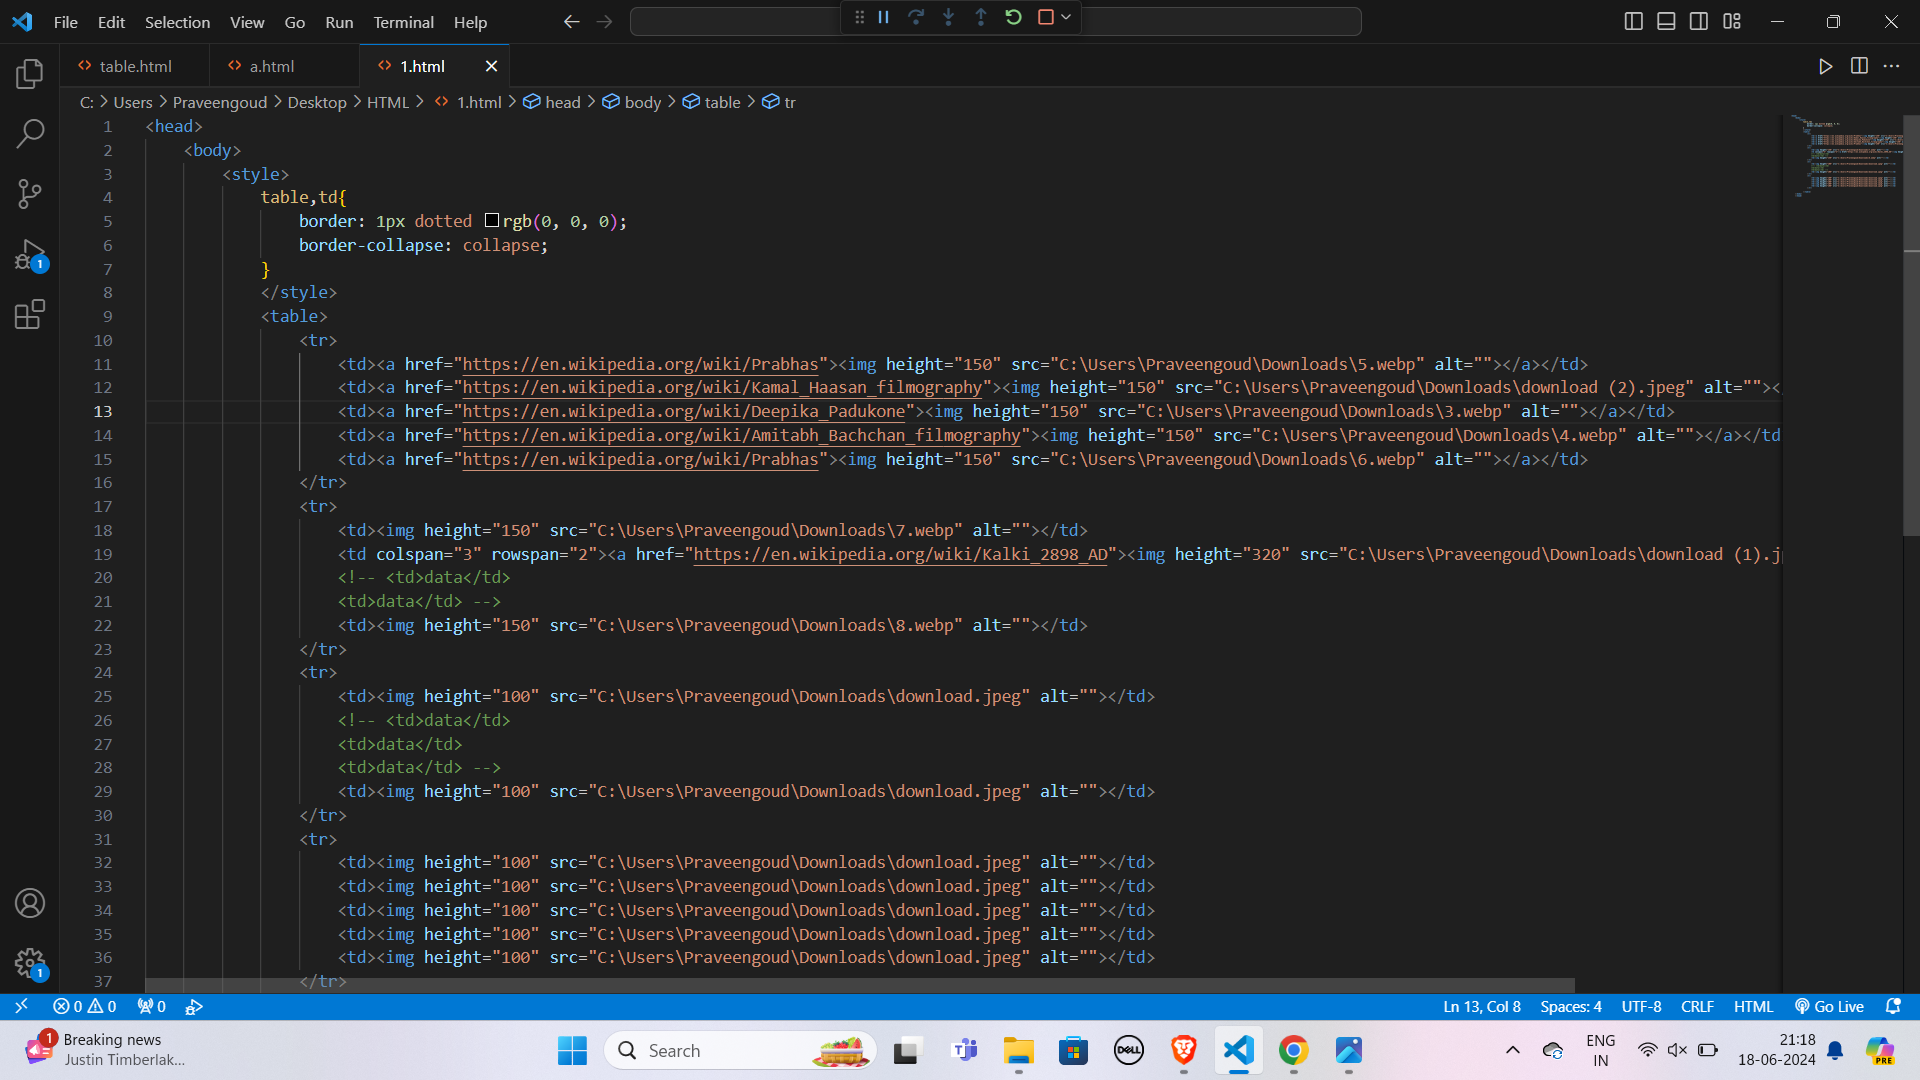 File Edit Selection View Go Run Terminal Help
table.html a.html 1.html
C: > Users > Praveengoud > Desktop > HTML > 1.html > head > body > table > tr
1 <head>
2 <body>
3 <style>
4 table,td{
5 border: 1px dotted rgb(0, 0, 0);
6 border-collapse: collapse;
7 }
8 </style>
9 <table>
10 <tr>
11 <td><a href="https://en.wikipedia.org/wiki/Prabhas"><img height="150" src="C:\Users\Praveengoud\Downloads\5.webp" alt=""></a></td>
12 <td><a href="https://en.wikipedia.org/wiki/Kamal_Haasan_filmography"><img height="150" src="C:\Users\Praveengoud\Downloads\download (2).jpeg" alt=""><
13 <td><a href="https://en.wikipedia.org/wiki/Deepika_Padukone"><img height="150" src="C:\Users\Praveengoud\Downloads\3.webp" alt=""></a></td>
14 <td><a href="https://en.wikipedia.org/wiki/Amitabh_Bachchan_filmography"><img height="150" src="C:\Users\Praveengoud\Downloads\4.webp" alt=""></a></td
15 <td><a href="https://en.wikipedia.org/wiki/Prabhas"><img height="150" src="C:\Users\Praveengoud\Downloads\6.webp" alt=""></a></td>
16 </tr>
17 <tr>
18 <td><img height="150" src="C:\Users\Praveengoud\Downloads\7.webp" alt=""></td>
19 <td colspan="3" rowspan="2"><a href="https://en.wikipedia.org/wiki/Kalki_2898_AD"><img height="320" src="C:\Users\Praveengoud\Downloads\download (1).j
20 <!-- <td>data</td>
21 <td>data</td> -->
22 <td><img height="150" src="C:\Users\Praveengoud\Downloads\8.webp" alt=""></td>
23 </tr>
24 <tr>
25 <td><img height="100" src="C:\Users\Praveengoud\Downloads\download.jpeg" alt=""></td>
26 <!-- <td>data</td>
27 <td>data</td>
28 <td>data</td> -->
29 <td><img height="100" src="C:\Users\Praveengoud\Downloads\download.jpeg" alt=""></td>
30 </tr>
31 <tr>
32 <td><img height="100" src="C:\Users\Praveengoud\Downloads\download.jpeg" alt=""></td>
33 <td><img height="100" src="C:\Users\Praveengoud\Downloads\download.jpeg" alt=""></td>
34 <td><img height="100" src="C:\Users\Praveengoud\Downloads\download.jpeg" alt=""></td>
35 <td><img height="100" src="C:\Users\Praveengoud\Downloads\download.jpeg" alt=""></td>
36 <td><img height="100" src="C:\Users\Praveengoud\Downloads\download.jpeg" alt=""></td>
37 </tr>
1
1
0 0 0 Ln 13, Col 8 Spaces: 4 UTF-8 CRLF HTML Go Live
1 Breaking news
Justin Timberlak...
Search
DELL
ENG
IN
21:18
18-06-2024
PRE